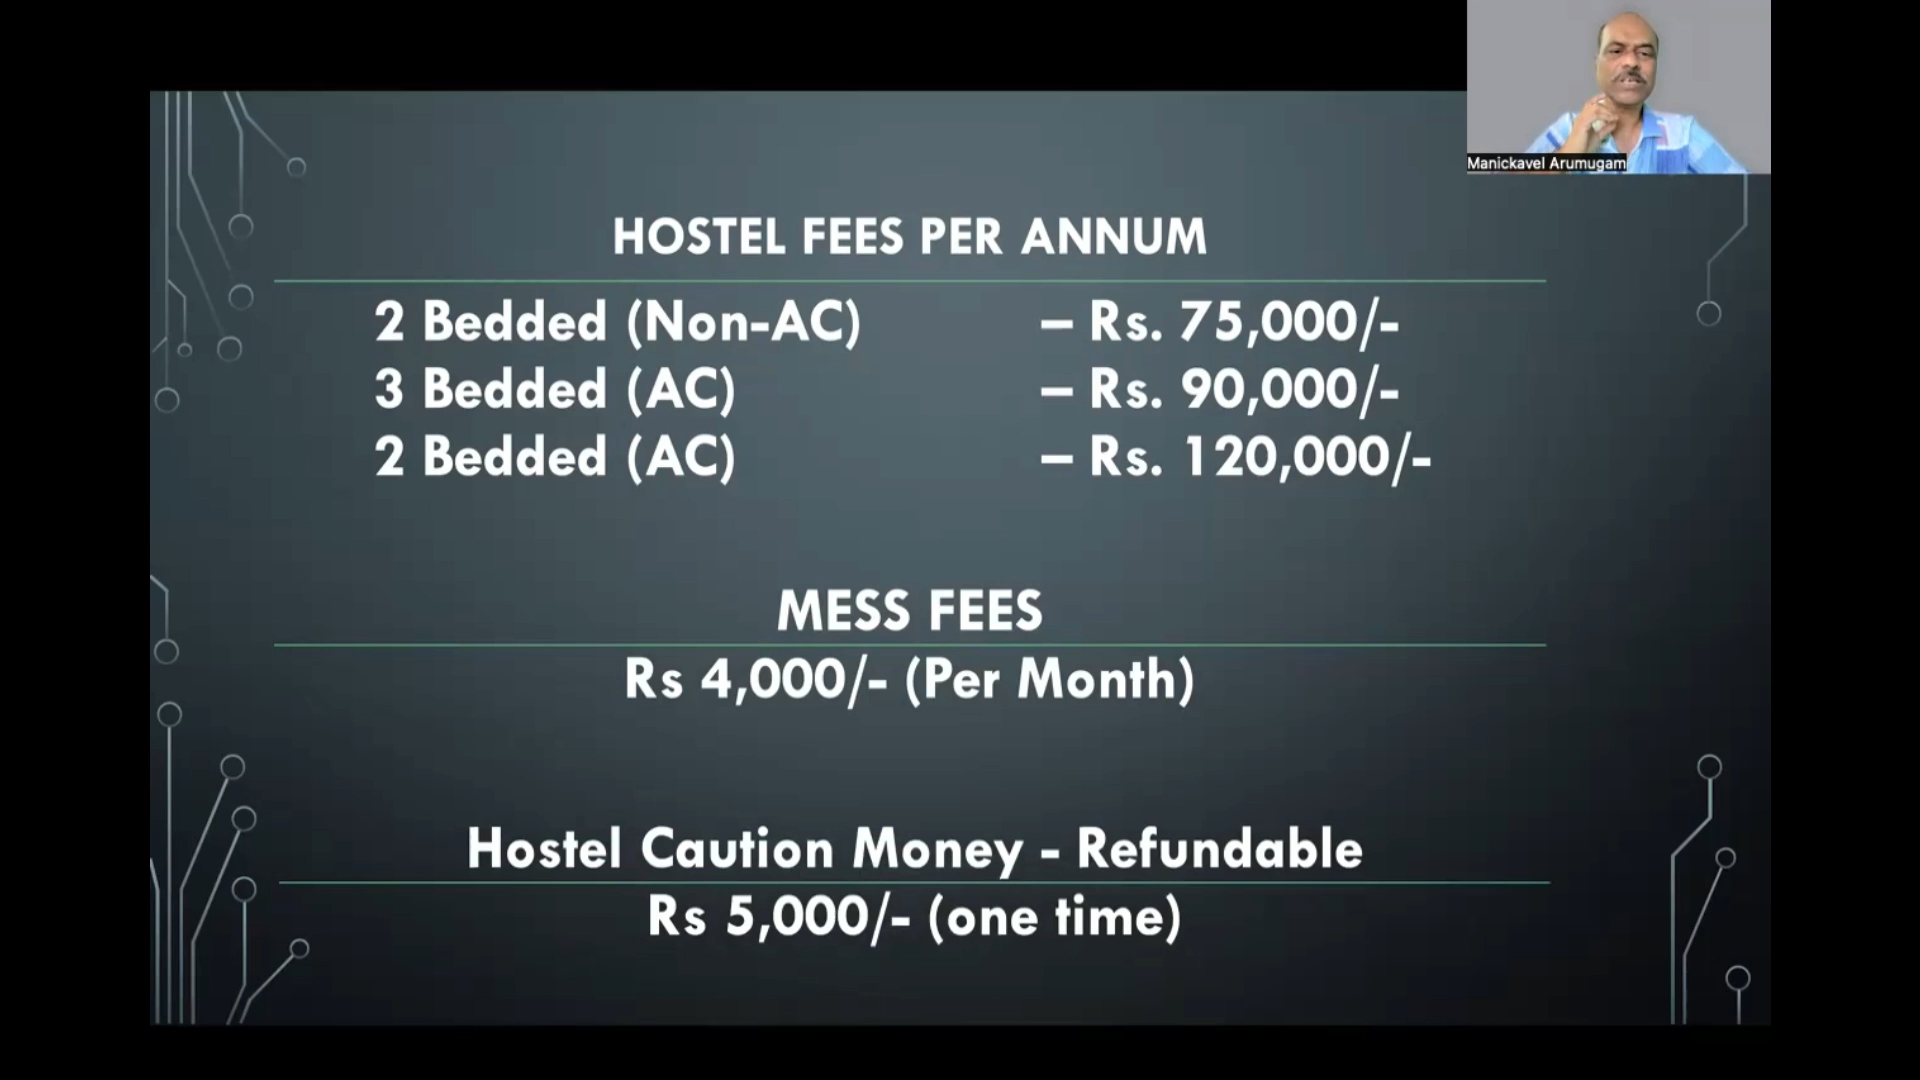 Manickavel Arumugam
HOSTEL FEES PER ANNUM
2 Bedded (Non-AC) – Rs. 75,000/-
3 Bedded (AC) – Rs. 90,000/-
2 Bedded (AC) – Rs. 120,000/-
MESS FEES
Rs 4,000/- (Per Month)
Hostel Caution Money - Refundable
Rs 5,000/- (one time)